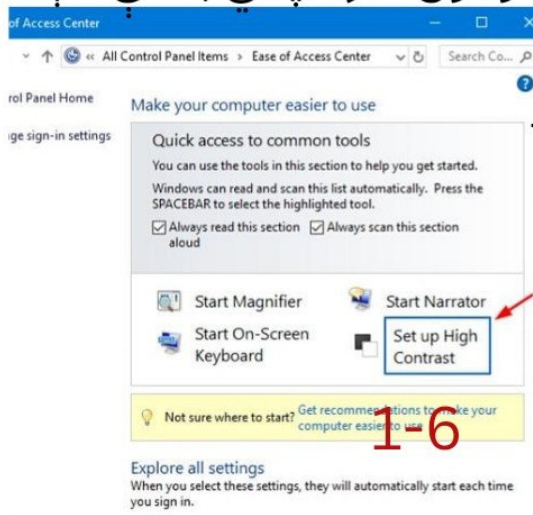 of Access Center
« All Control Panel Items › Ease of Access Center
Search Co...
rol Panel Home
ge sign-in settings
Make your computer easier to use
Quick access to common tools
You can use the tools in this section to help you get started.
Windows can read and scan this list automatically. Press the
SPACEBAR to select the highlighted tool.
Always read this section
aloud
Always scan this section
Start Magnifier
Start Narrator
Start On-Screen
Keyboard
Set up High
Contrast
Not sure where to start?
Get recommendations to make your
computer easier to use
1-6
Explore all settings
When you select these settings, they will automatically start each time
you sign in.